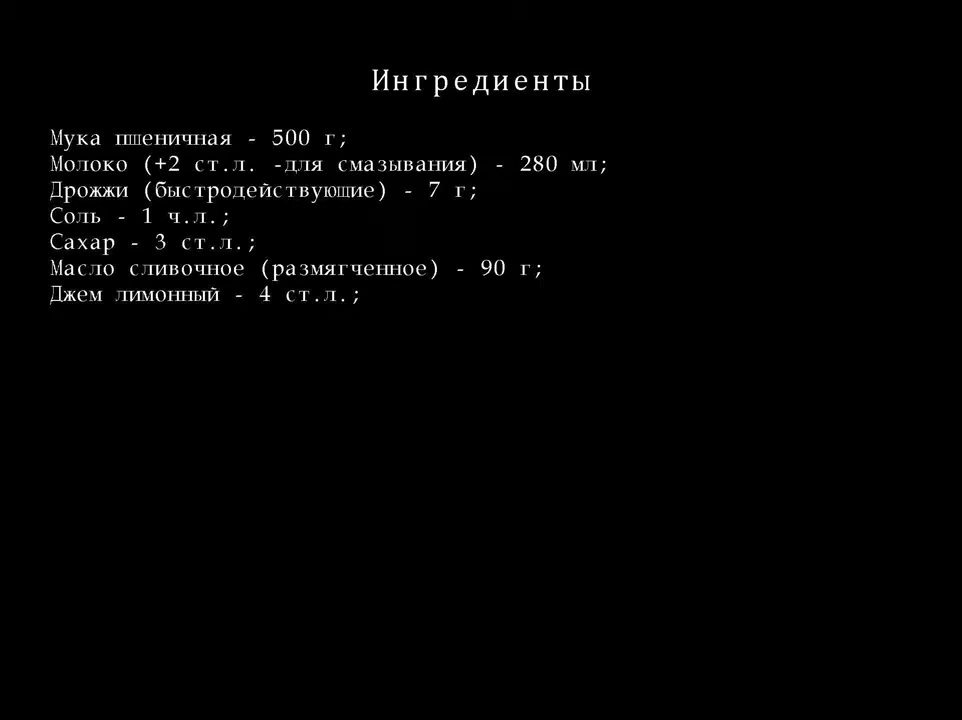 Ингредиенты
Мука пшеничная - 500 г;
Молоко (+2 ст.л. -для смазывания) - 280 мл;
Дрожжи (быстродействующие) - 7 г;
Соль - 1 ч.л.;
Сахар - 3 ст.л.;
Масло сливочное (размягченное) - 90 г;
Джем лимонный - 4 ст.л.;